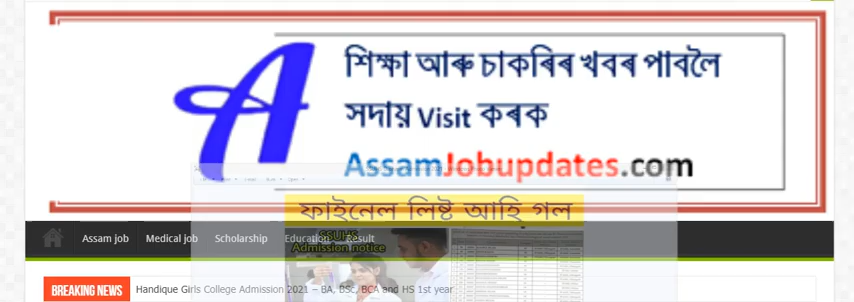 শিক্ষা আৰু চাকৰিৰ খবৰ পাবলৈ
সদায় Visit কৰক
AssamJobupdates.com
ফাইনেল লিষ্ট আহি গল
Assam job Medical job Scholarship Education Result
SSUHS
Admission notice
BREAKING NEWS Handique Girls College Admission 2021 – BA, BSc, BCA and HS 1st year